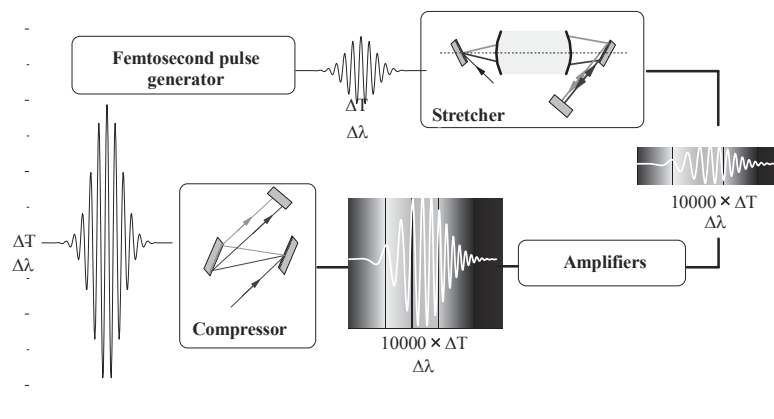 Femtosecond pulse
generator
ΔT
Δλ
Stretcher
10000 × ΔT
Δλ
Amplifiers
10000 × ΔT
Δλ
Compressor
ΔT
Δλ